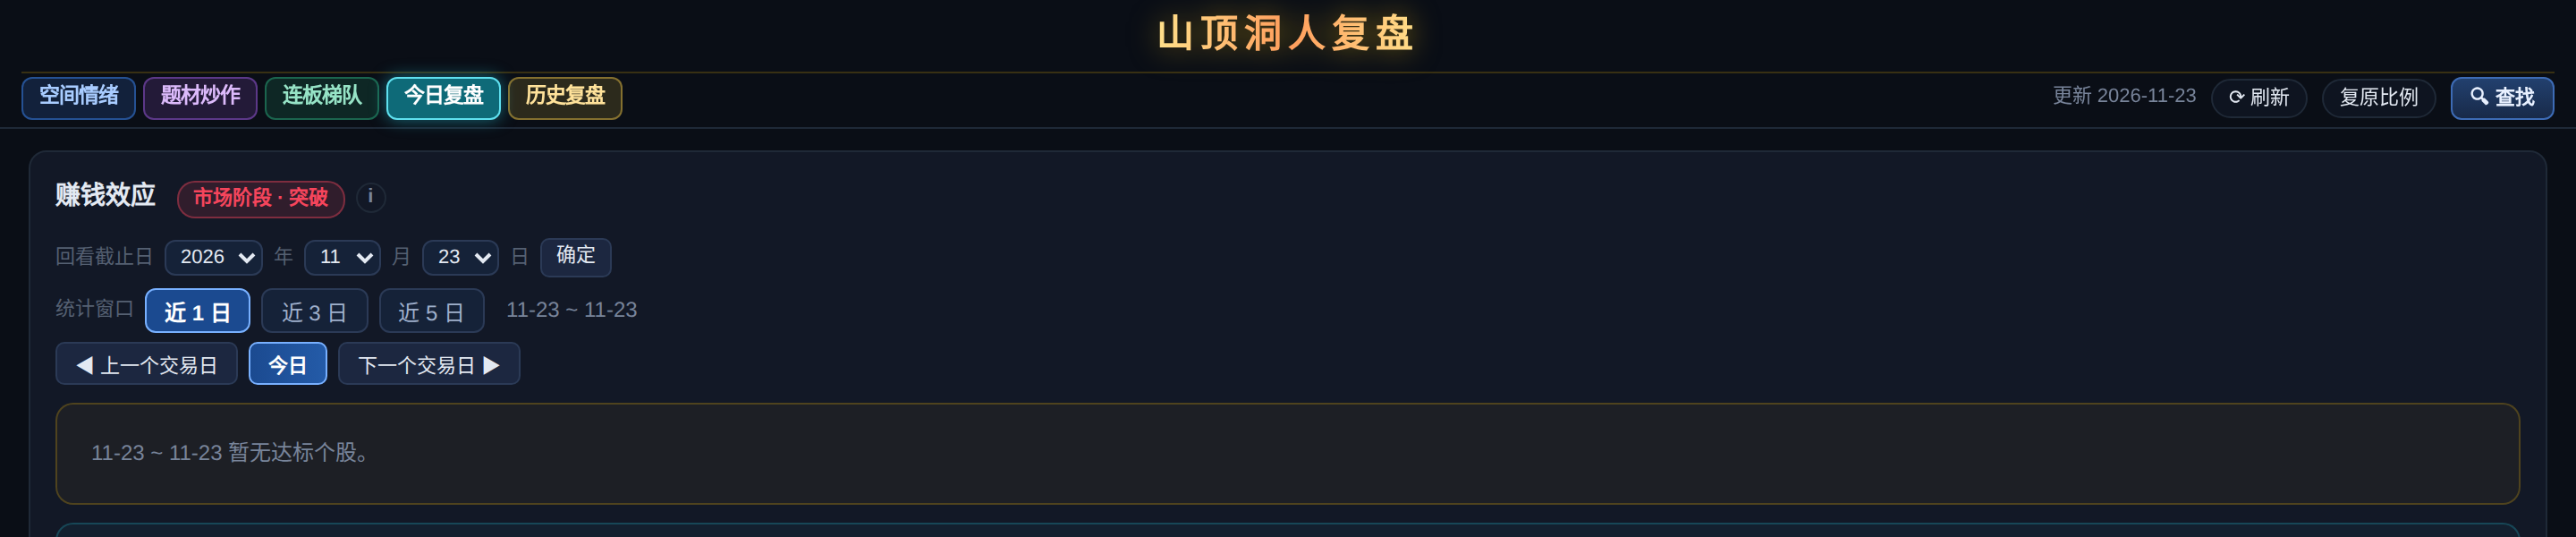 山顶洞人复盘
空间情绪 题材炒作 连板梯队 今日复盘 历史复盘 更新 2026-11-23 ⟳ 刷新 复原比例 🔍 查找
赚钱效应 市场阶段 · 突破 i
回看截止日 2026 年 11 月 23 日 确定
统计窗口 近 1 日 近 3 日 近 5 日 11-23 ~ 11-23
◀ 上一个交易日 今日 下一个交易日 ▶
11-23 ~ 11-23 暂无达标个股。